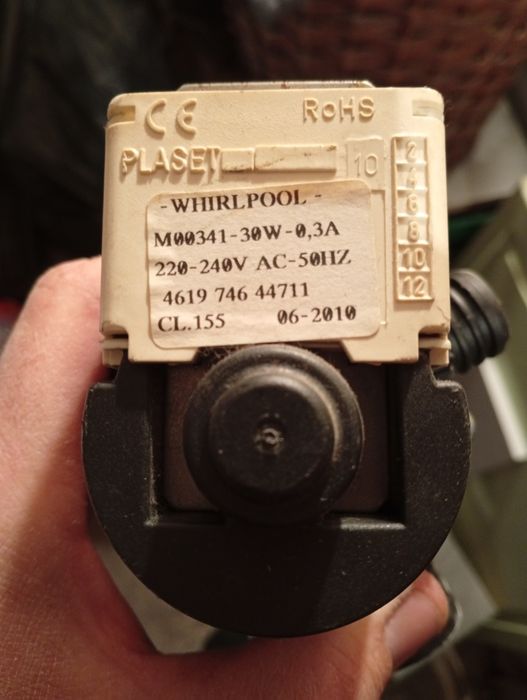 CE RoHS
PLASET 10
- WHIRLPOOL -
M00341-30W-0,3A
220-240V AC-50HZ
4619 746 44711
CL.155 06-2010
2
4
6
8
10
12